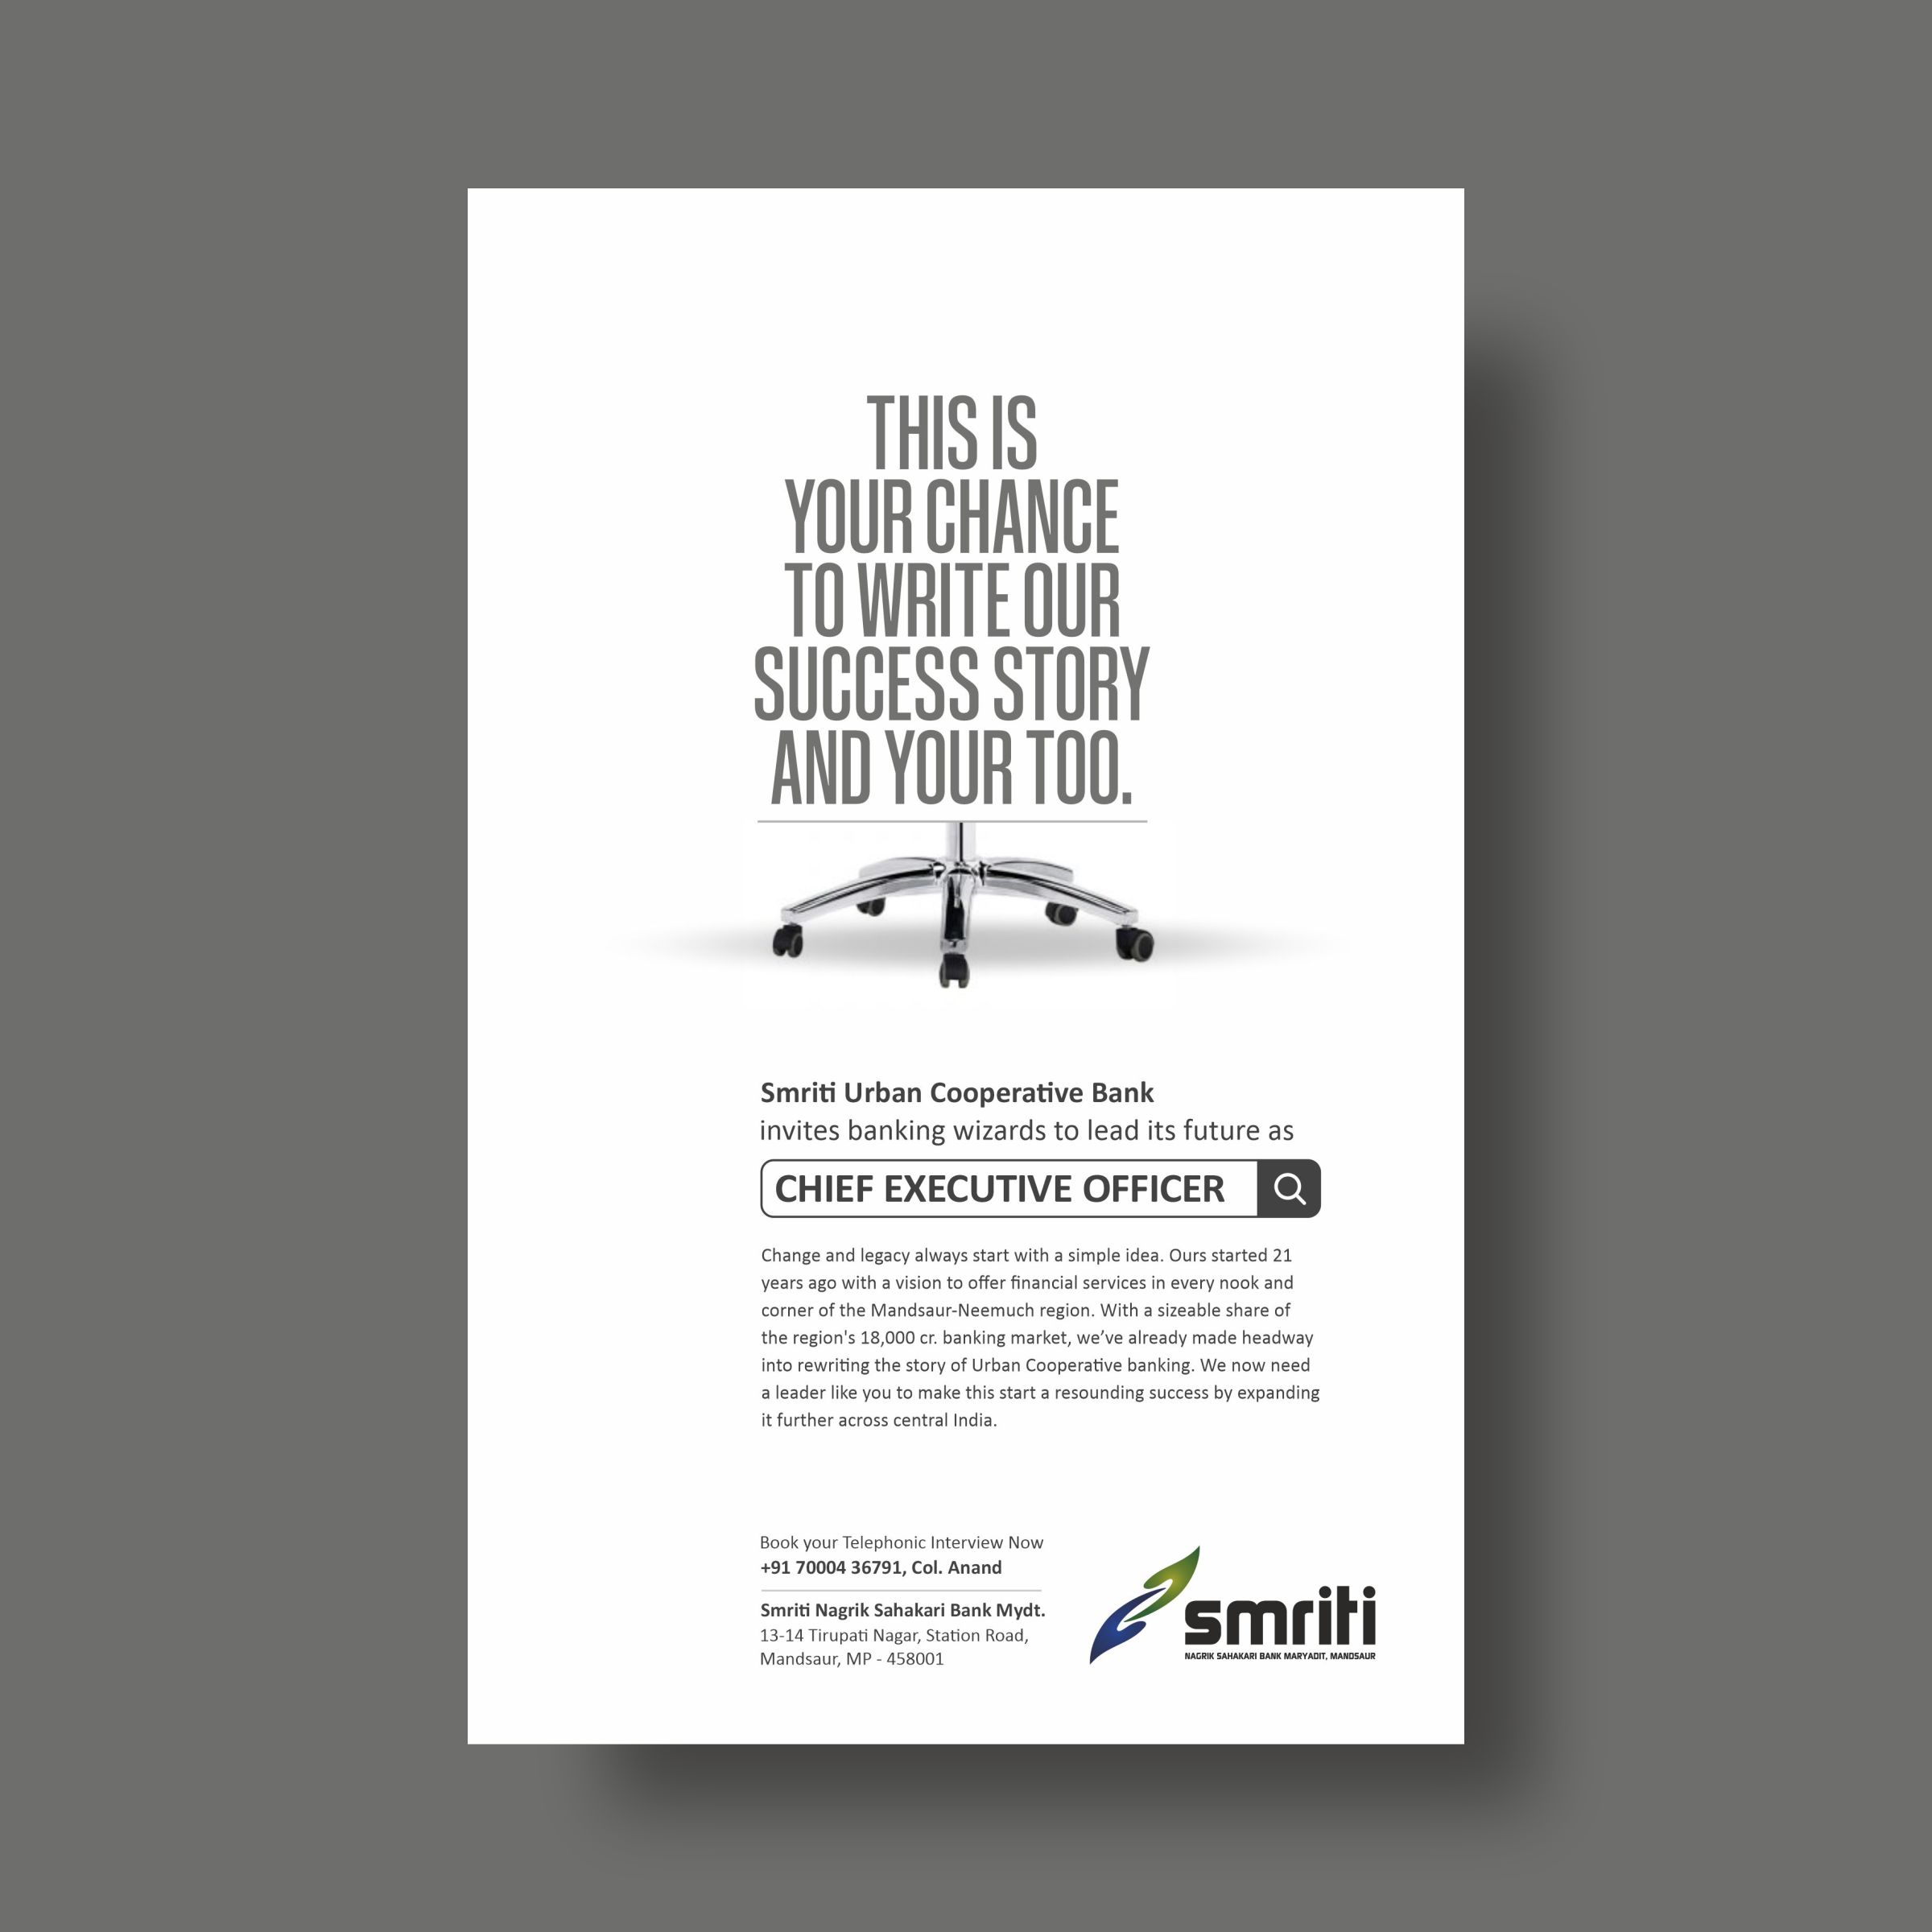 THIS IS
YOUR CHANCE
TO WRITE OUR
SUCCESS STORY
AND YOUR TOO.
Smriti Urban Cooperative Bank
invites banking wizards to lead its future as
CHIEF EXECUTIVE OFFICER
Change and legacy always start with a simple idea. Ours started 21
years ago with a vision to offer financial services in every nook and
corner of the Mandsaur-Neemuch region. With a sizeable share of
the region's 18,000 cr. banking market, we’ve already made headway
into rewriting the story of Urban Cooperative banking. We now need
a leader like you to make this start a resounding success by expanding
it further across central India.
Book your Telephonic Interview Now
+91 70004 36791, Col. Anand
Smriti Nagrik Sahakari Bank Mydt.
13-14 Tirupati Nagar, Station Road,
Mandsaur, MP - 458001
smriti
NAGRIK SAHAKARI BANK MARYADIT, MANDSAUR